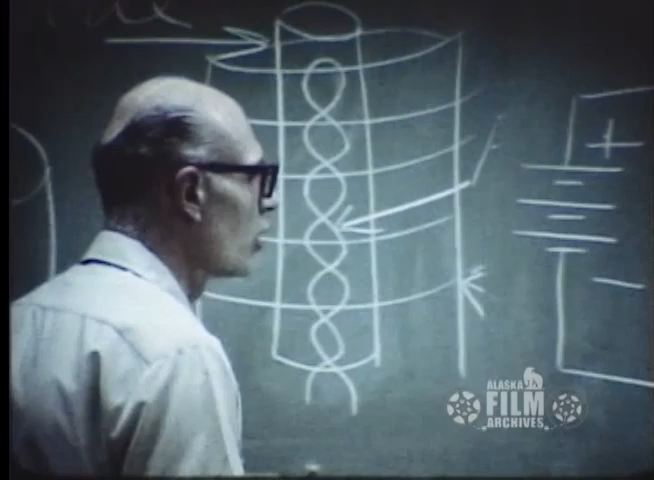 +
-
ALASKA
FILM
ARCHIVES